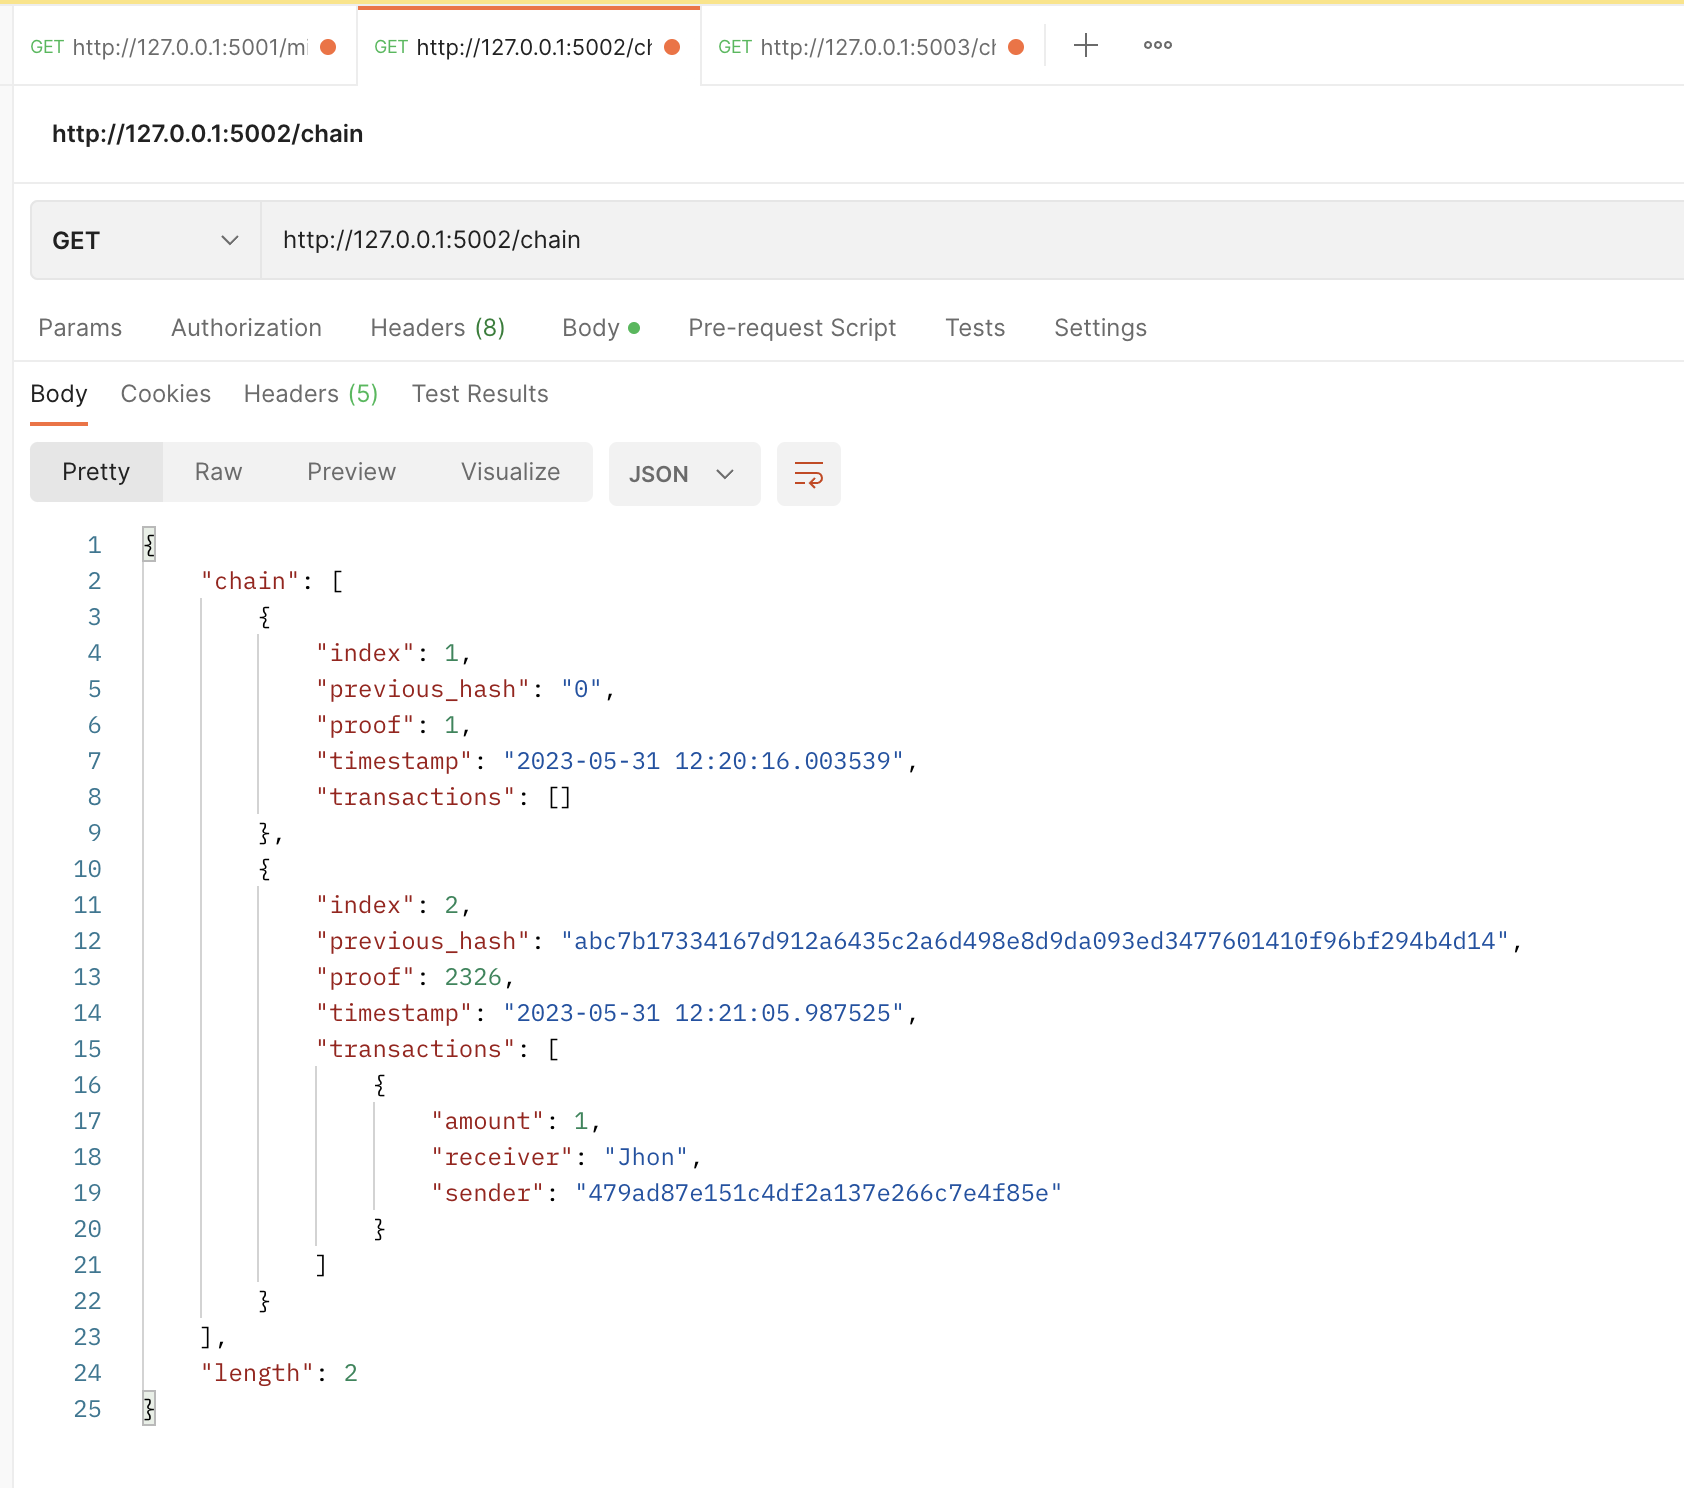 GET http://127.0.0.1:5001/mi GET http://127.0.0.1:5002/ch GET http://127.0.0.1:5003/ch
http://127.0.0.1:5002/chain
GET http://127.0.0.1:5002/chain
Params Authorization Headers (8) Body Pre-request Script Tests Settings
Body Cookies Headers (5) Test Results
Pretty Raw Preview Visualize JSON
1 {
2 "chain": [
3 {
4 "index": 1,
5 "previous_hash": "0",
6 "proof": 1,
7 "timestamp": "2023-05-31 12:20:16.003539",
8 "transactions": []
9 },
10 {
11 "index": 2,
12 "previous_hash": "abc7b17334167d912a6435c2a6d498e8d9da093ed3477601410f96bf294b4d14",
13 "proof": 2326,
14 "timestamp": "2023-05-31 12:21:05.987525",
15 "transactions": [
16 {
17 "amount": 1,
18 "receiver": "Jhon",
19 "sender": "479ad87e151c4df2a137e266c7e4f85e"
20 }
21 ]
22 }
23 ],
24 "length": 2
25 }